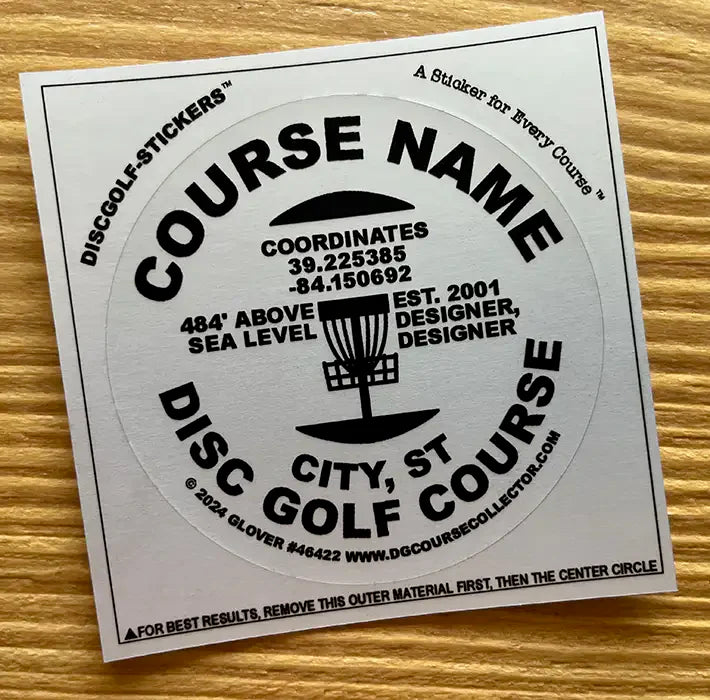 DISCGOLF-STICKERS™
A Sticker for Every Course ™
COURSE NAME
COORDINATES
39.225385
-84.150692
484' ABOVE
SEA LEVEL
EST. 2001
DESIGNER,
DESIGNER
CITY, ST
DISC GOLF COURSE
© 2024 GLOVER #46422 WWW.DGCOURSECOLLECTOR.COM
▲FOR BEST RESULTS, REMOVE THIS OUTER MATERIAL FIRST, THEN THE CENTER CIRCLE